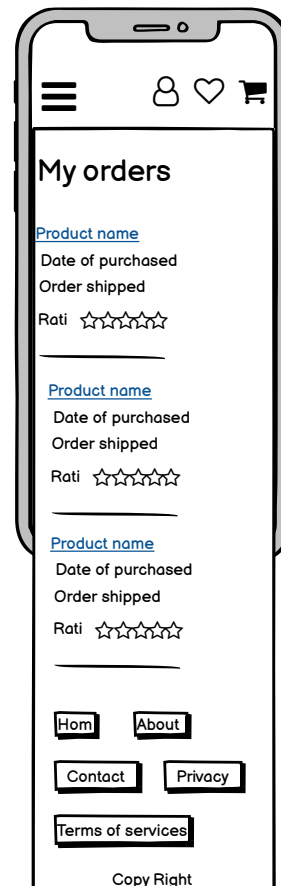 My orders
Product name
Date of purchased
Order shipped
Rati
Product name
Date of purchased
Order shipped
Rati
Product name
Date of purchased
Order shipped
Rati
Hom About
Contact Privacy
Terms of services
Copy Right